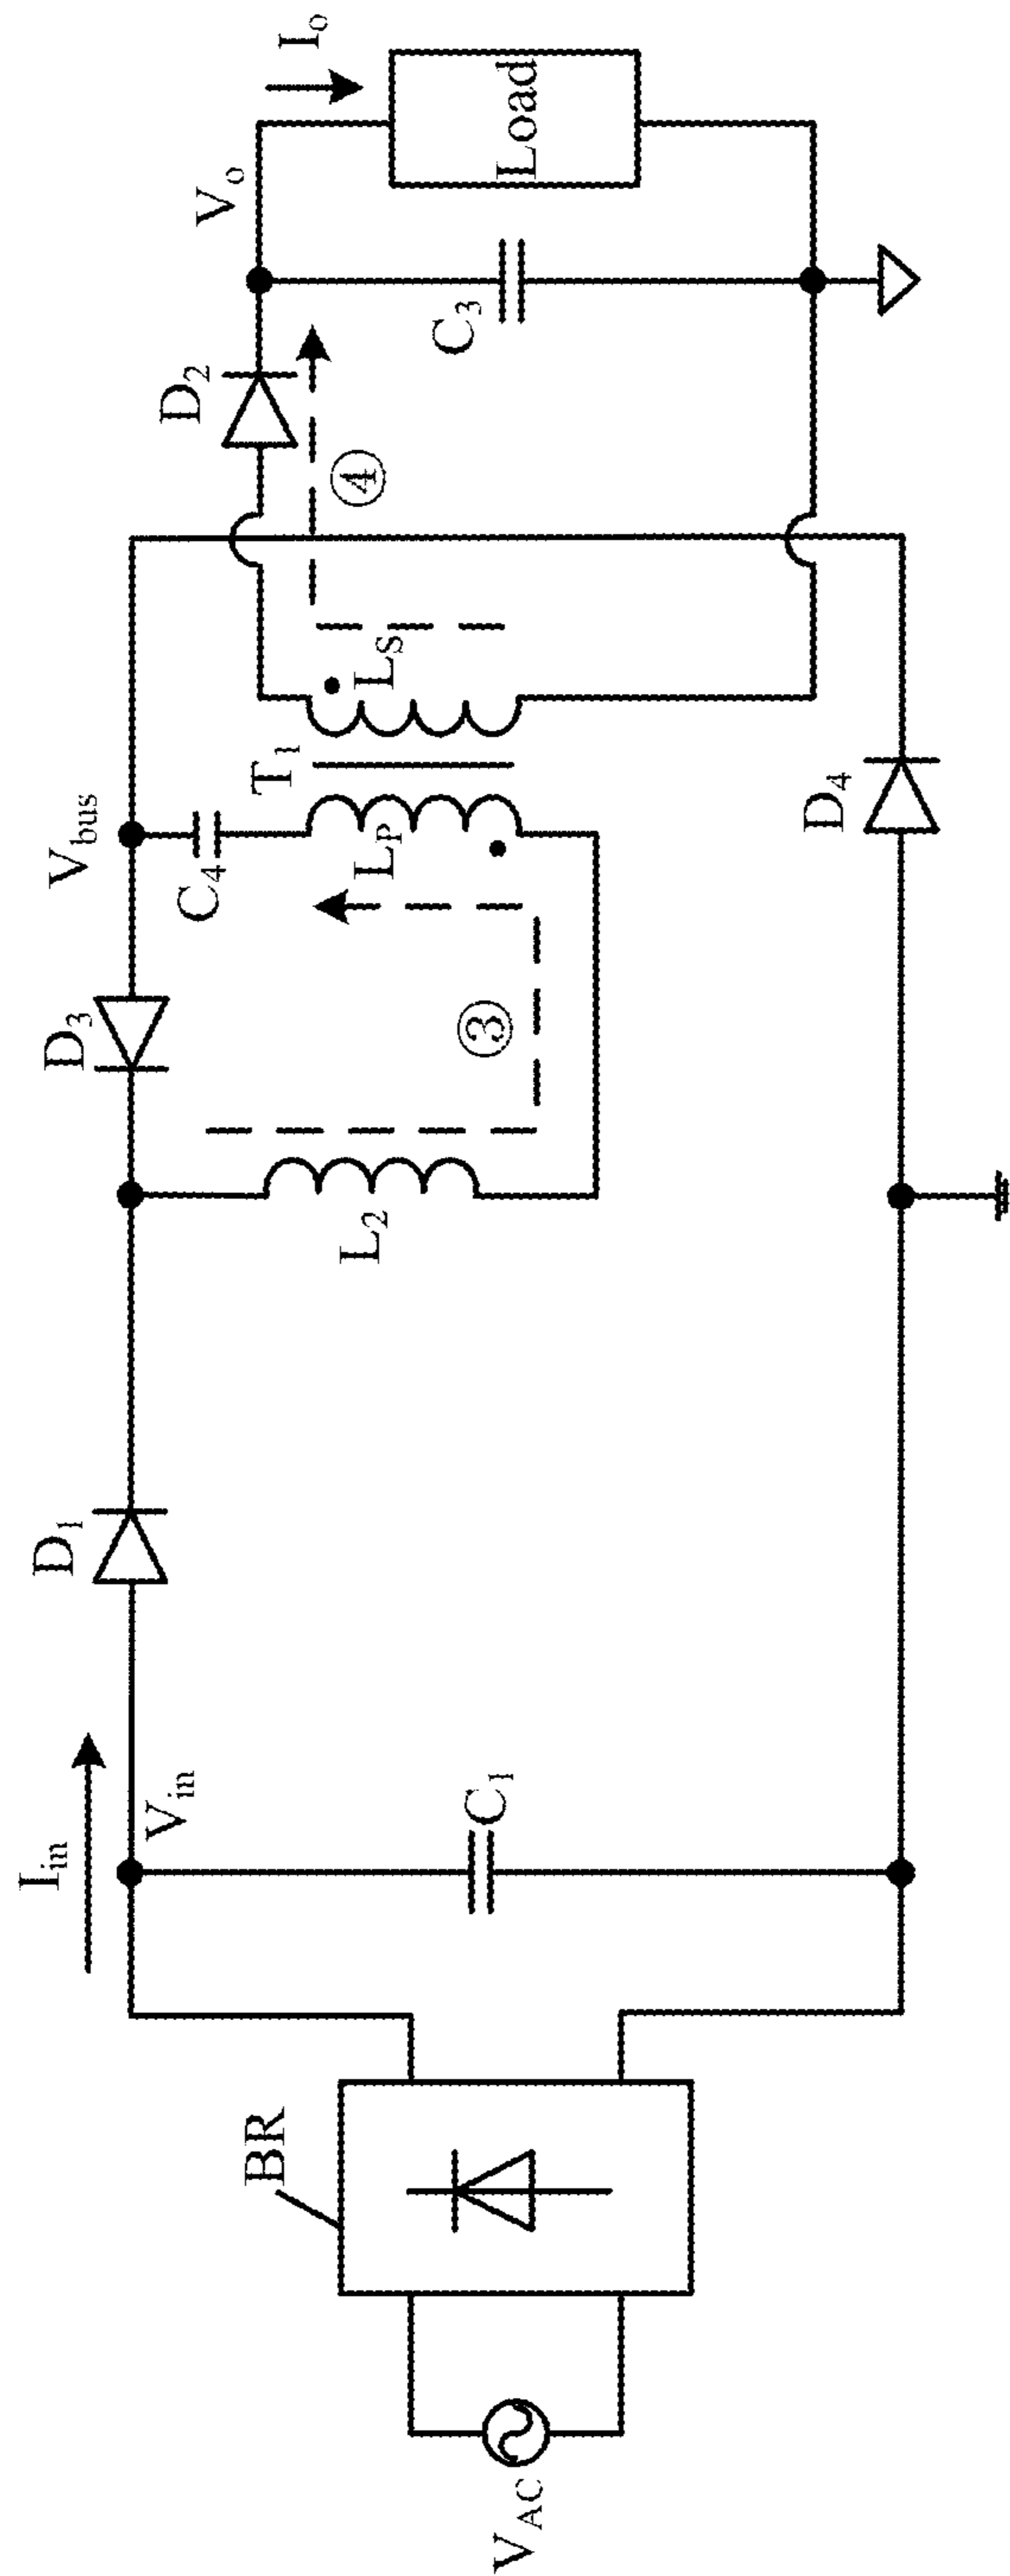 V_AC
BR
I_in
V_in
C_1
D_1
L_2
D_3
③
V_bus
C_4
L_P
T_1
L_S
D_4
④
D_2
C_3
V_o
I_o
Load